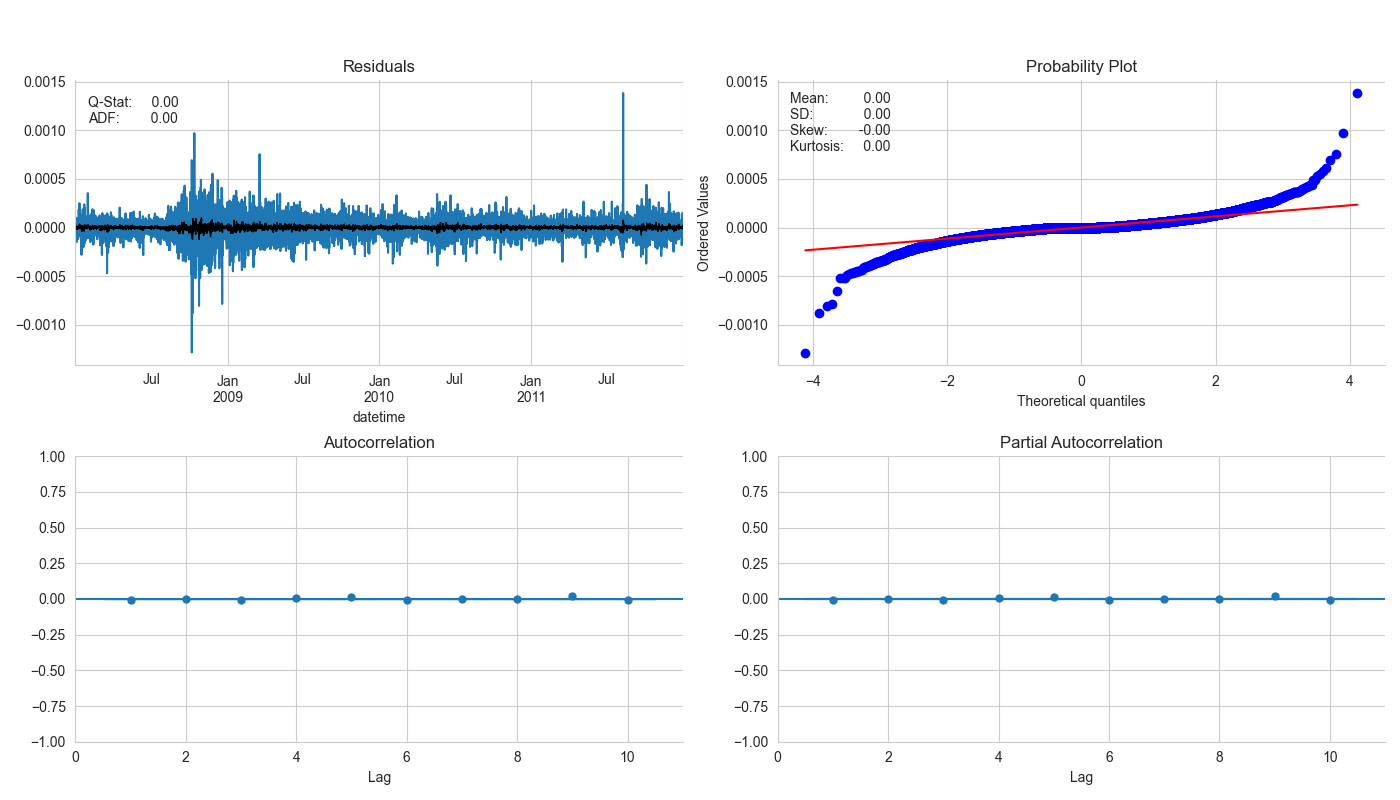 Residuals
0.0015
0.0010
0.0005
0.0000
−0.0005
−0.0010
Q-Stat: 0.00
ADF: 0.00
Jul Jan Jul Jan Jul Jan Jul
2009 2010 2011
datetime
Probability Plot
Ordered Values
0.0015
0.0010
0.0005
0.0000
−0.0005
−0.0010
Mean: 0.00
SD: 0.00
Skew: -0.00
Kurtosis: 0.00
−4 −2 0 2 4
Theoretical quantiles
Autocorrelation
1.00
0.75
0.50
0.25
0.00
−0.25
−0.50
−0.75
−1.00
0 2 4 6 8 10
Lag
Partial Autocorrelation
1.00
0.75
0.50
0.25
0.00
−0.25
−0.50
−0.75
−1.00
0 2 4 6 8 10
Lag